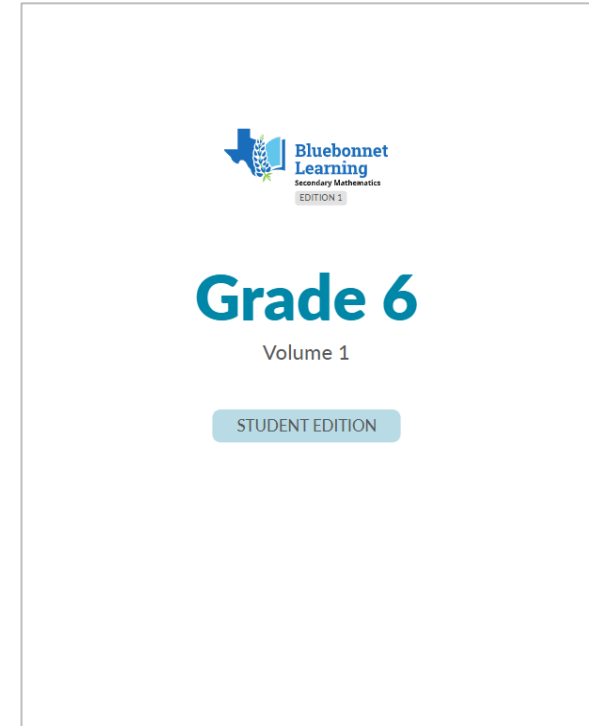 Bluebonnet
Learning
Secondary Mathematics
EDITION 1
Grade 6
Volume 1
STUDENT EDITION